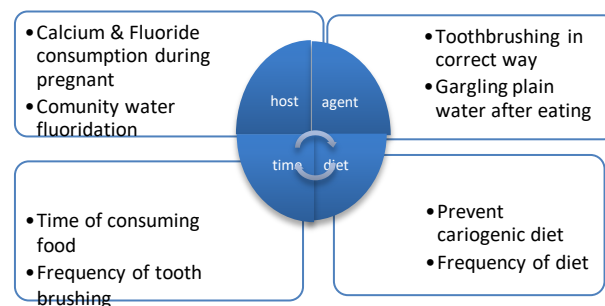 • Calcium & Fluoride
consumption during
pregnant
• Comunity water
fluoridation
• Toothbrushing in
correct way
• Gargling plain
water after eating
host
agent
time
diet
• Time of consuming
food
• Frequency of tooth
brushing
• Prevent
cariogenic diet
• Frequency of diet